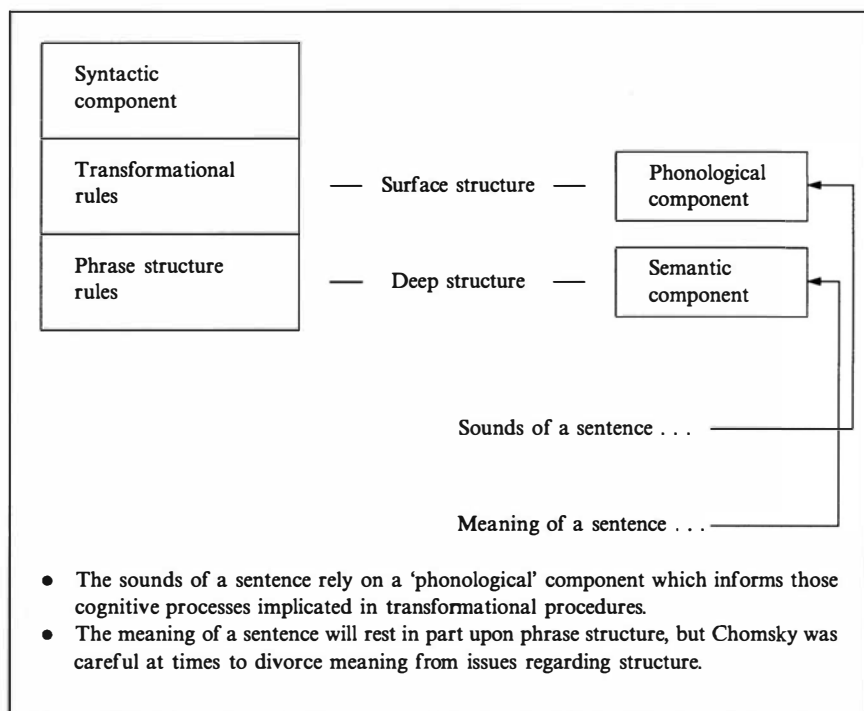 Syntactic
component
Transformational
rules
— Surface structure —
Phonological
component
Phrase structure
rules
— Deep structure —
Semantic
component
Sounds of a sentence . . .
Meaning of a sentence . . .
• The sounds of a sentence rely on a ‘phonological’ component which informs those
cognitive processes implicated in transformational procedures.
• The meaning of a sentence will rest in part upon phrase structure, but Chomsky was
careful at times to divorce meaning from issues regarding structure.